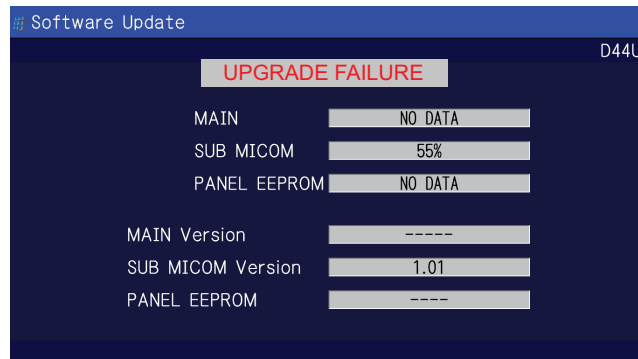 Software Update
D44U
UPGRADE FAILURE
MAIN NO DATA
SUB MICOM 55%
PANEL EEPROM NO DATA
MAIN Version -----
SUB MICOM Version 1.01
PANEL EEPROM ----